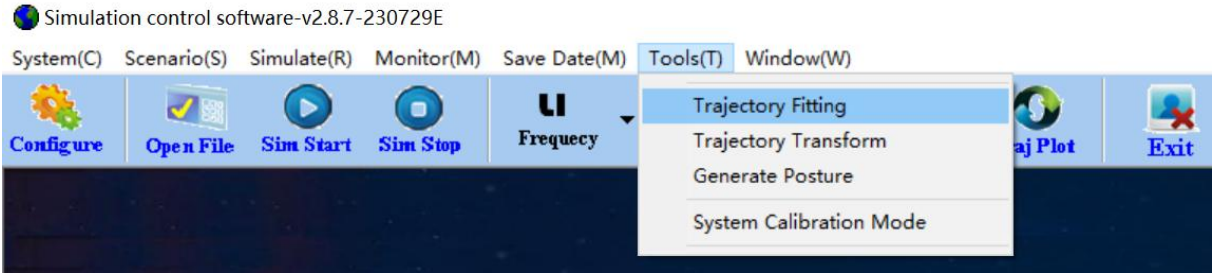 Simulation control software-v2.8.7-230729E
System(C) Scenario(S) Simulate(R) Monitor(M) Save Date(M) Tools(T) Window(W)
Configure Open File Sim Start Sim Stop Frequecy aj Plot Exit
Trajectory Fitting
Trajectory Transform
Generate Posture
System Calibration Mode